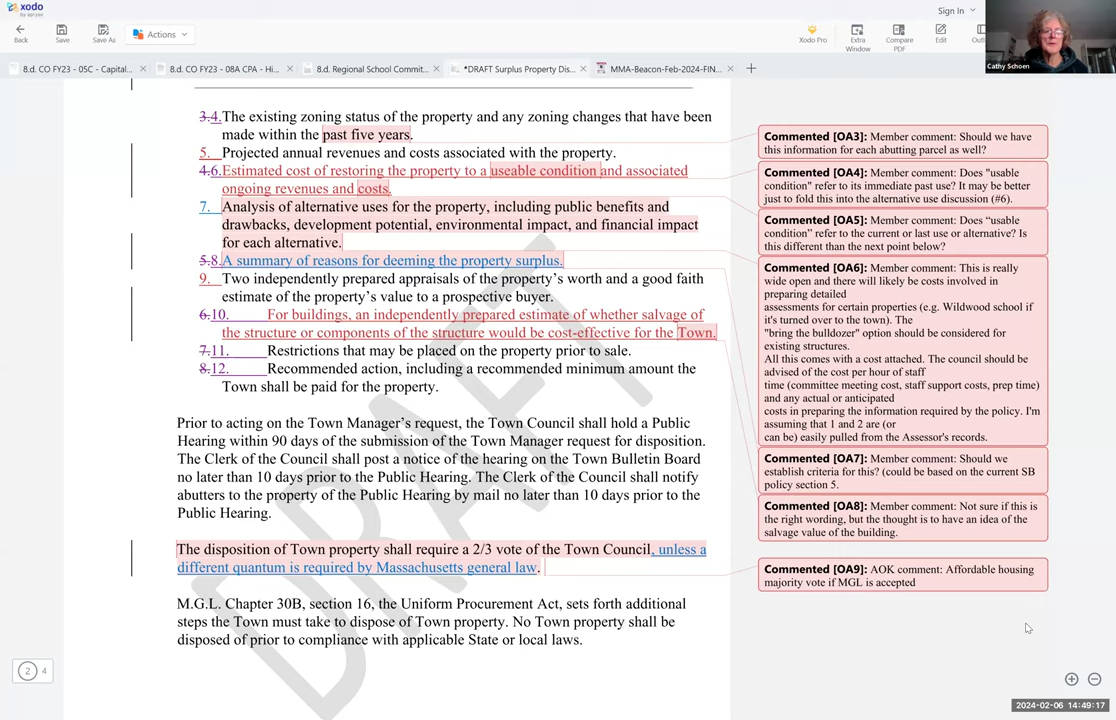 xodo
by apryse
Sign In
Back
Save
Save As
Actions
Xodo Pro
Extra
Window
Compare
PDF
Edit
Cathy Schoen
8.d. CO FY23 - 05C - Capital...
8.d. CO FY23 - 08A CPA - Hi...
8.d. Regional School Commit...
*DRAFT Surplus Property Dis...
MMA-Beacon-Feb-2024-FIN...
3.4. The existing zoning status of the property and any zoning changes that have been
made within the past five years.
5. Projected annual revenues and costs associated with the property.
4.6. Estimated cost of restoring the property to a useable condition and associated
ongoing revenues and costs.
7. Analysis of alternative uses for the property, including public benefits and
drawbacks, development potential, environmental impact, and financial impact
for each alternative.
5.8. A summary of reasons for deeming the property surplus.
9. Two independently prepared appraisals of the property's worth and a good faith
estimate of the property's value to a prospective buyer.
6.10. For buildings, an independently prepared estimate of whether salvage of
the structure or components of the structure would be cost-effective for the Town.
7.11. Restrictions that may be placed on the property prior to sale.
8.12. Recommended action, including a recommended minimum amount the
Town shall be paid for the property.
Prior to acting on the Town Manager's request, the Town Council shall hold a Public
Hearing within 90 days of the submission of the Town Manager request for disposition.
The Clerk of the Council shall post a notice of the hearing on the Town Bulletin Board
no later than 10 days prior to the Public Hearing. The Clerk of the Council shall notify
abutters to the property of the Public Hearing by mail no later than 10 days prior to the
Public Hearing.
The disposition of Town property shall require a 2/3 vote of the Town Council, unless a
different quantum is required by Massachusetts general law.
M.G.L. Chapter 30B, section 16, the Uniform Procurement Act, sets forth additional
steps the Town must take to dispose of Town property. No Town property shall be
disposed of prior to compliance with applicable State or local laws.
DRAFT
Commented [OA3]: Member comment: Should we have
this information for each abutting parcel as well?
Commented [OA4]: Member comment: Does "usable
condition" refer to its immediate past use? It may be better
just to fold this into the alternative use discussion (#6).
Commented [OA5]: Member comment: Does "usable
condition" refer to the current or last use or alternative? Is
this different than the next point below?
Commented [OA6]: Member comment: This is really
wide open and there will likely be costs involved in
preparing detailed
assessments for certain properties (e.g. Wildwood school if
it's turned over to the town). The
"bring the bulldozer" option should be considered for
existing structures.
All this comes with a cost attached. The council should be
advised of the cost per hour of staff
time (committee meeting cost, staff support costs, prep time)
and any actual or anticipated
costs in preparing the information required by the policy. I'm
assuming that 1 and 2 are (or
can be) easily pulled from the Assessor's records.
Commented [OA7]: Member comment: Should we
establish criteria for this? (could be based on the current SB
policy section 5.
Commented [OA8]: Member comment: Not sure if this is
the right wording, but the thought is to have an idea of the
salvage value of the building.
Commented [OA9]: AOK comment: Affordable housing
majority vote if MGL is accepted
2 4
2024-02-06 14:49:17